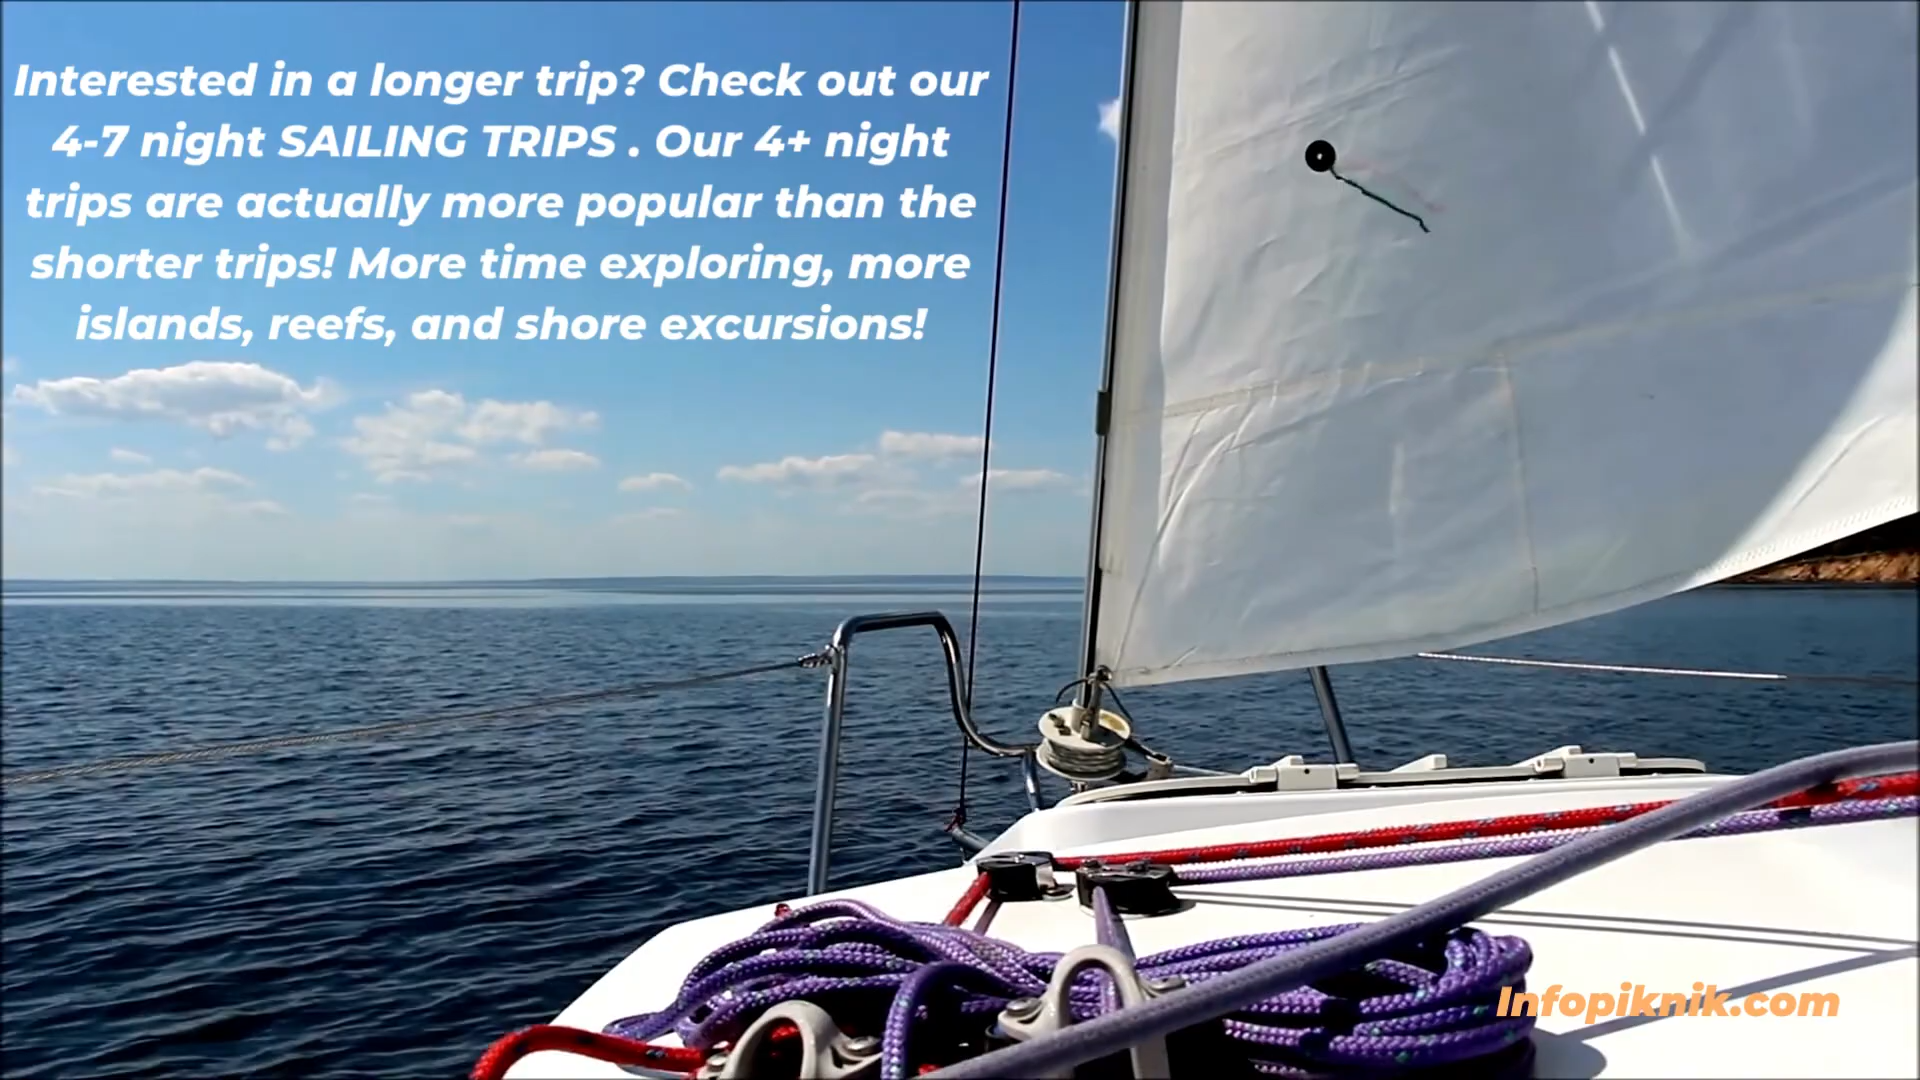 Interested in a longer trip? Check out our
4-7 night SAILING TRIPS . Our 4+ night
trips are actually more popular than the
shorter trips! More time exploring, more
islands, reefs, and shore excursions!
Infopiknik.com